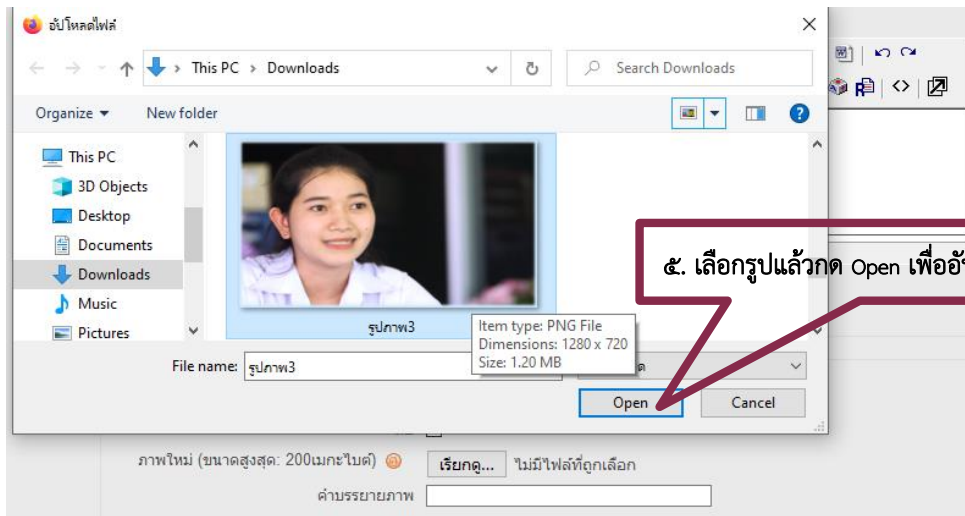 อัปโหลดไฟล์
This PC > Downloads
Search Downloads
Organize
New folder
This PC
3D Objects
Desktop
Documents
Downloads
Music
Pictures
รูปภาพ3
Item type: PNG File
Dimensions: 1280 x 720
Size: 1.20 MB
๕. เลือกรูปแล้วกด Open เพื่ออั
File name: รูปภาพ3
Open
Cancel
ภาพใหม่ (ขนาดสูงสุด: 200เมกะไบต์)
เรียกดู... ไม่มีไฟล์ที่ถูกเลือก
คำบรรยายภาพ